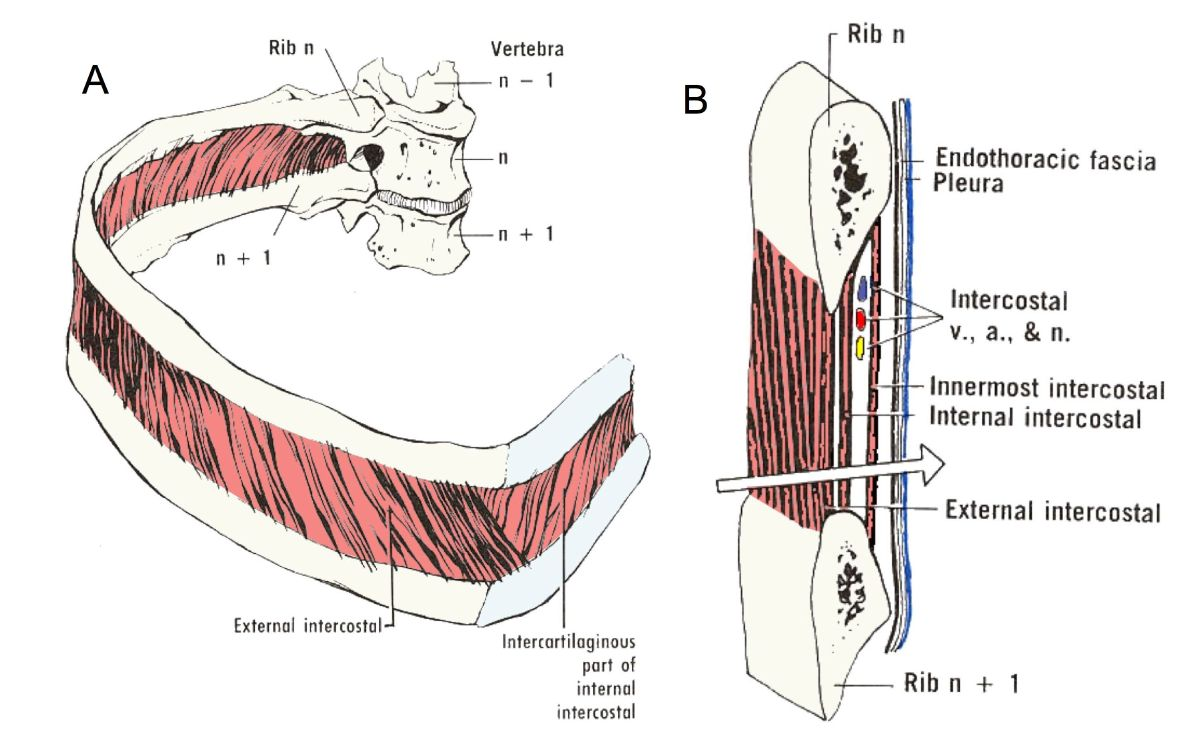 A
Rib n
Vertebra
n − 1
n
n + 1
n + 1
External intercostal
Intercartilaginous
part of
internal
intercostal
B
Rib n
Endothoracic fascia
Pleura
Intercostal
v., a., & n.
Innermost intercostal
Internal intercostal
External intercostal
Rib n + 1